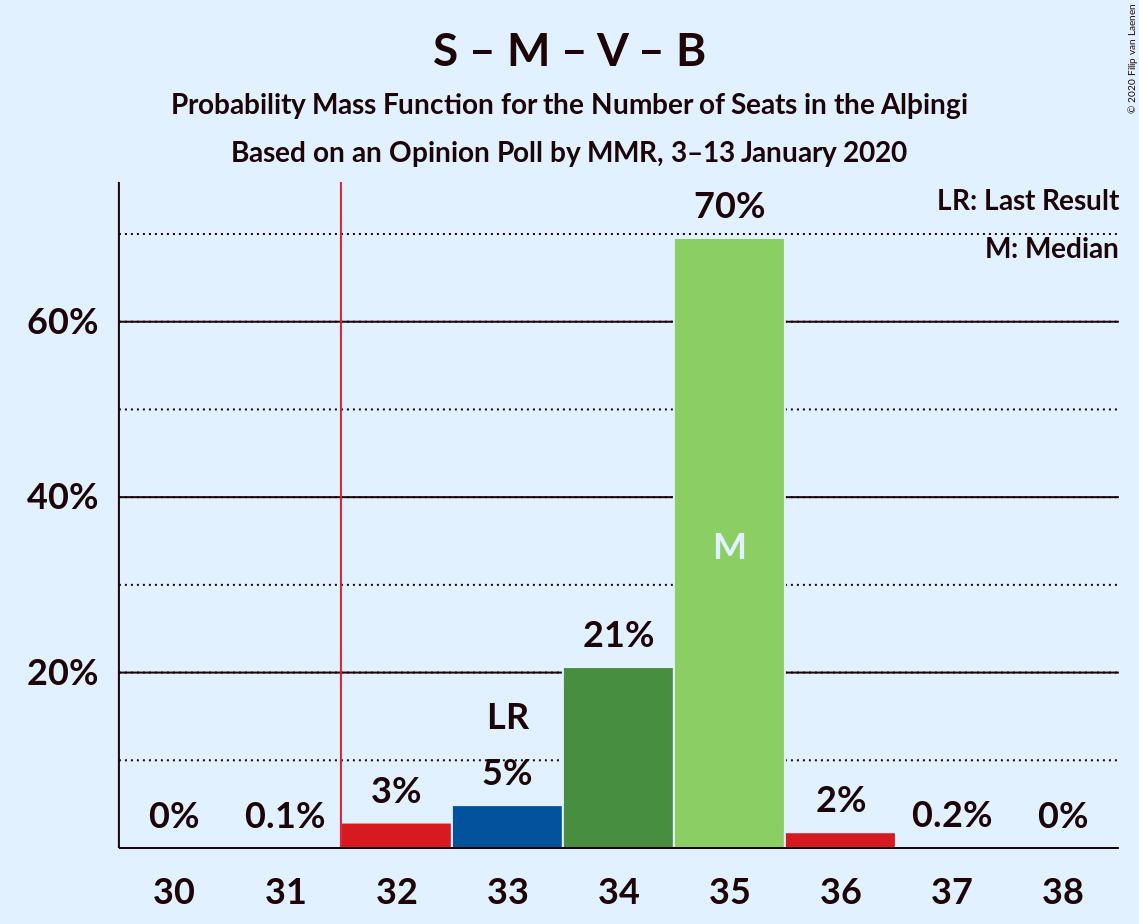 S – M – V – B
Probability Mass Function for the Number of Seats in the Alþingi
Based on an Opinion Poll by MMR, 3–13 January 2020
© 2020 Filip van Laenen
LR: Last Result
M: Median
70%
60%
M
40%
21%
20%
LR
5%
3%
2%
0%
0.1%
0.2%
0%
30 31 32 33 34 35 36 37 38